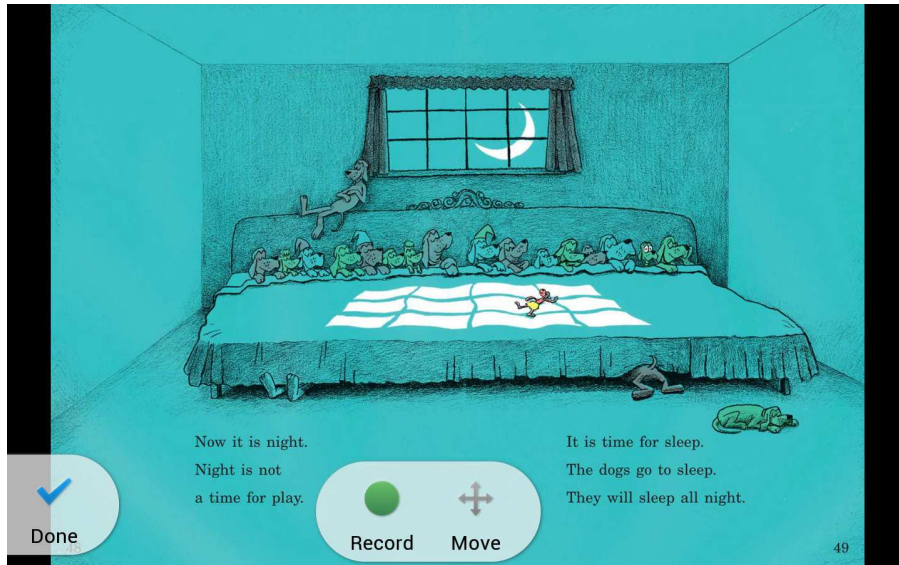 Now it is night.
Night is not
a time for play.
It is time for sleep.
The dogs go to sleep.
They will sleep all night.
Done
Record
Move
48
49